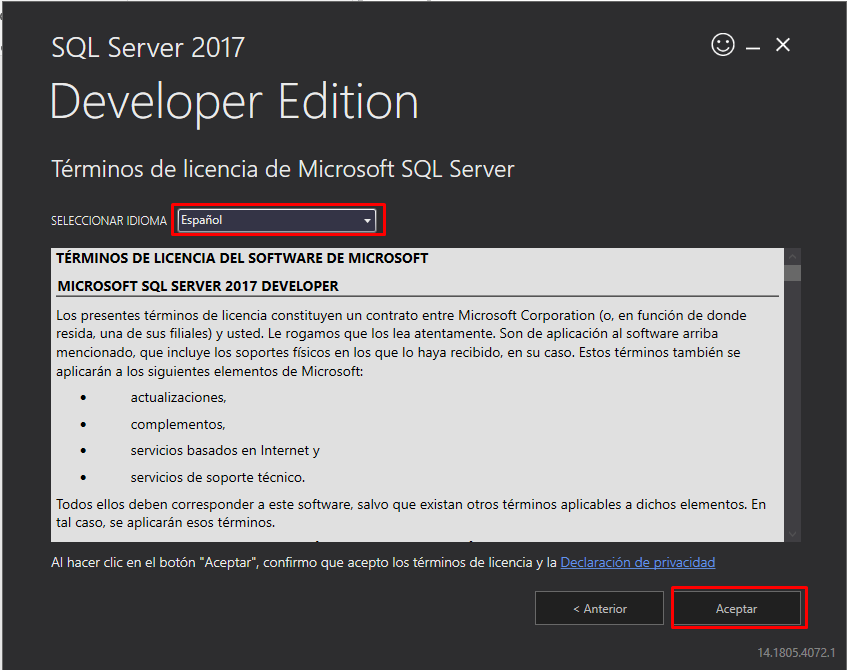 SQL Server 2017
Developer Edition
Términos de licencia de Microsoft SQL Server
SELECCIONAR IDIOMA Español
TÉRMINOS DE LICENCIA DEL SOFTWARE DE MICROSOFT
MICROSOFT SQL SERVER 2017 DEVELOPER
Los presentes términos de licencia constituyen un contrato entre Microsoft Corporation (o, en función de donde
resida, una de sus filiales) y usted. Le rogamos que los lea atentamente. Son de aplicación al software arriba
mencionado, que incluye los soportes físicos en los que lo haya recibido, en su caso. Estos términos también se
aplicarán a los siguientes elementos de Microsoft:
• actualizaciones,
• complementos,
• servicios basados en Internet y
• servicios de soporte técnico.
Todos ellos deben corresponder a este software, salvo que existan otros términos aplicables a dichos elementos. En
tal caso, se aplicarán esos términos.
Al hacer clic en el botón "Aceptar", confirmo que acepto los términos de licencia y la Declaración de privacidad
< Anterior Aceptar
14.1805.4072.1